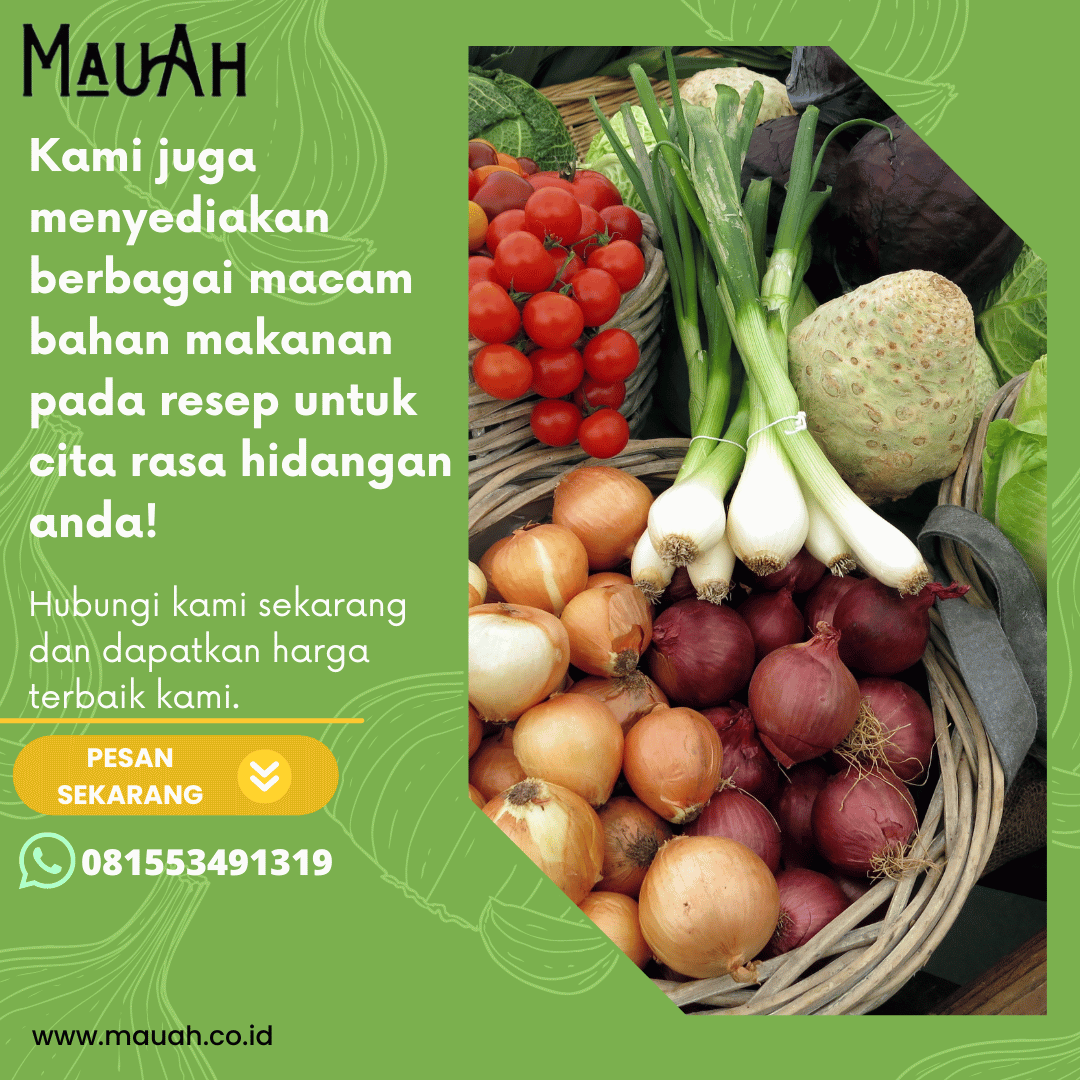 MAUAH
Kami juga
menyediakan
berbagai macam
bahan makanan
pada resep untuk
cita rasa hidangan
anda!
Hubungi kami sekarang
dan dapatkan harga
terbaik kami.
PESAN
SEKARANG
081553491319
www.mauah.co.id